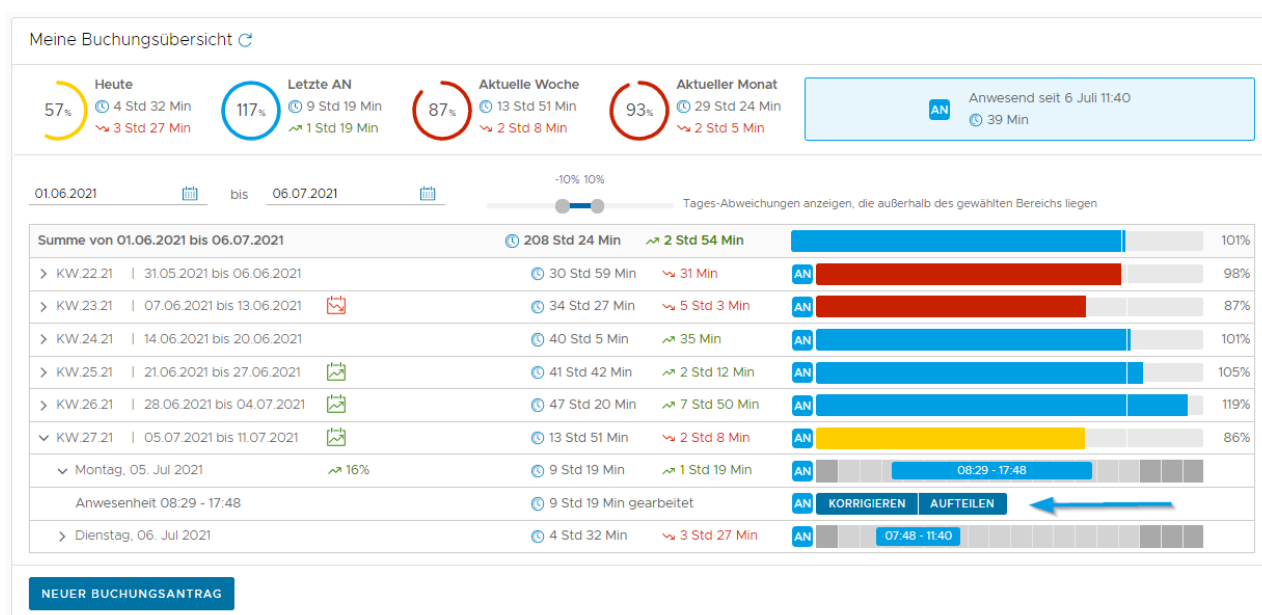 Meine Buchungsübersicht
57% Heute 4 Std 32 Min 3 Std 27 Min
117% Letzte AN 9 Std 19 Min 1 Std 19 Min
87% Aktuelle Woche 13 Std 51 Min 2 Std 8 Min
93% Aktueller Monat 29 Std 24 Min 2 Std 5 Min
AN Anwesend seit 6 Juli 11:40
39 Min
01.06.2021 bis 06.07.2021
-10% 10%
Tages-Abweichungen anzeigen, die außerhalb des gewählten Bereichs liegen
Summe von 01.06.2021 bis 06.07.2021 208 Std 24 Min 2 Std 54 Min 101%
KW.22.21 | 31.05.2021 bis 06.06.2021 30 Std 59 Min 31 Min AN 98%
KW.23.21 | 07.06.2021 bis 13.06.2021 34 Std 27 Min 5 Std 3 Min AN 87%
KW.24.21 | 14.06.2021 bis 20.06.2021 40 Std 5 Min 35 Min AN 101%
KW.25.21 | 21.06.2021 bis 27.06.2021 41 Std 42 Min 2 Std 12 Min AN 105%
KW.26.21 | 28.06.2021 bis 04.07.2021 47 Std 20 Min 7 Std 50 Min AN 119%
KW.27.21 | 05.07.2021 bis 11.07.2021 13 Std 51 Min 2 Std 8 Min AN 86%
Montag, 05. Jul 2021 16% 9 Std 19 Min 1 Std 19 Min AN 08:29 - 17:48
Anwesenheit 08:29 - 17:48 9 Std 19 Min gearbeitet AN KORRIGIEREN AUFTEILEN
Dienstag, 06. Jul 2021 4 Std 32 Min 3 Std 27 Min AN 07:48 - 11:40
NEUER BUCHUNGSANTRAG